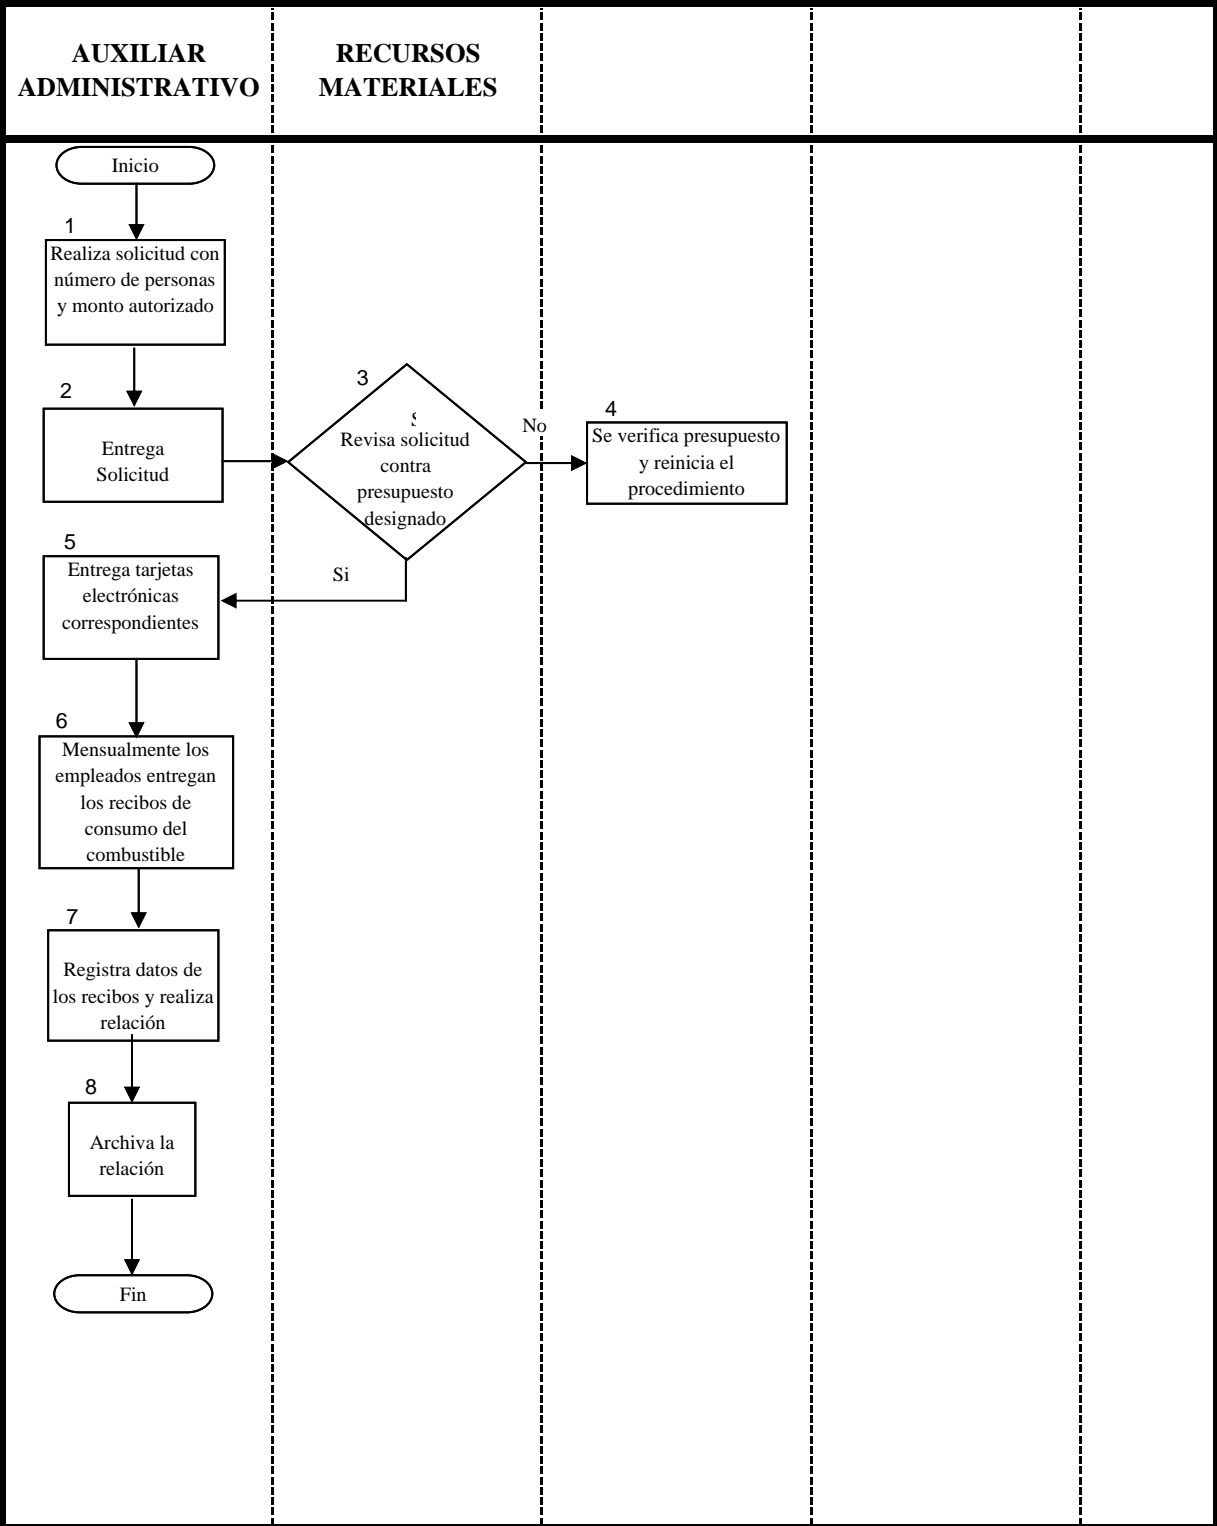 AUXILIAR
ADMINISTRATIVO
RECURSOS
MATERIALES
Inicio
1
Realiza solicitud con
número de personas
y monto autorizado
2
Entrega
Solicitud
3
Revisa solicitud
contra
presupuesto
designado
No
4
Se verifica presupuesto
y reinicia el
procedimiento
Si
5
Entrega tarjetas
electrónicas
correspondientes
6
Mensualmente los
empleados entregan
los recibos de
consumo del
combustible
7
Registra datos de
los recibos y realiza
relación
8
Archiva la
relación
Fin